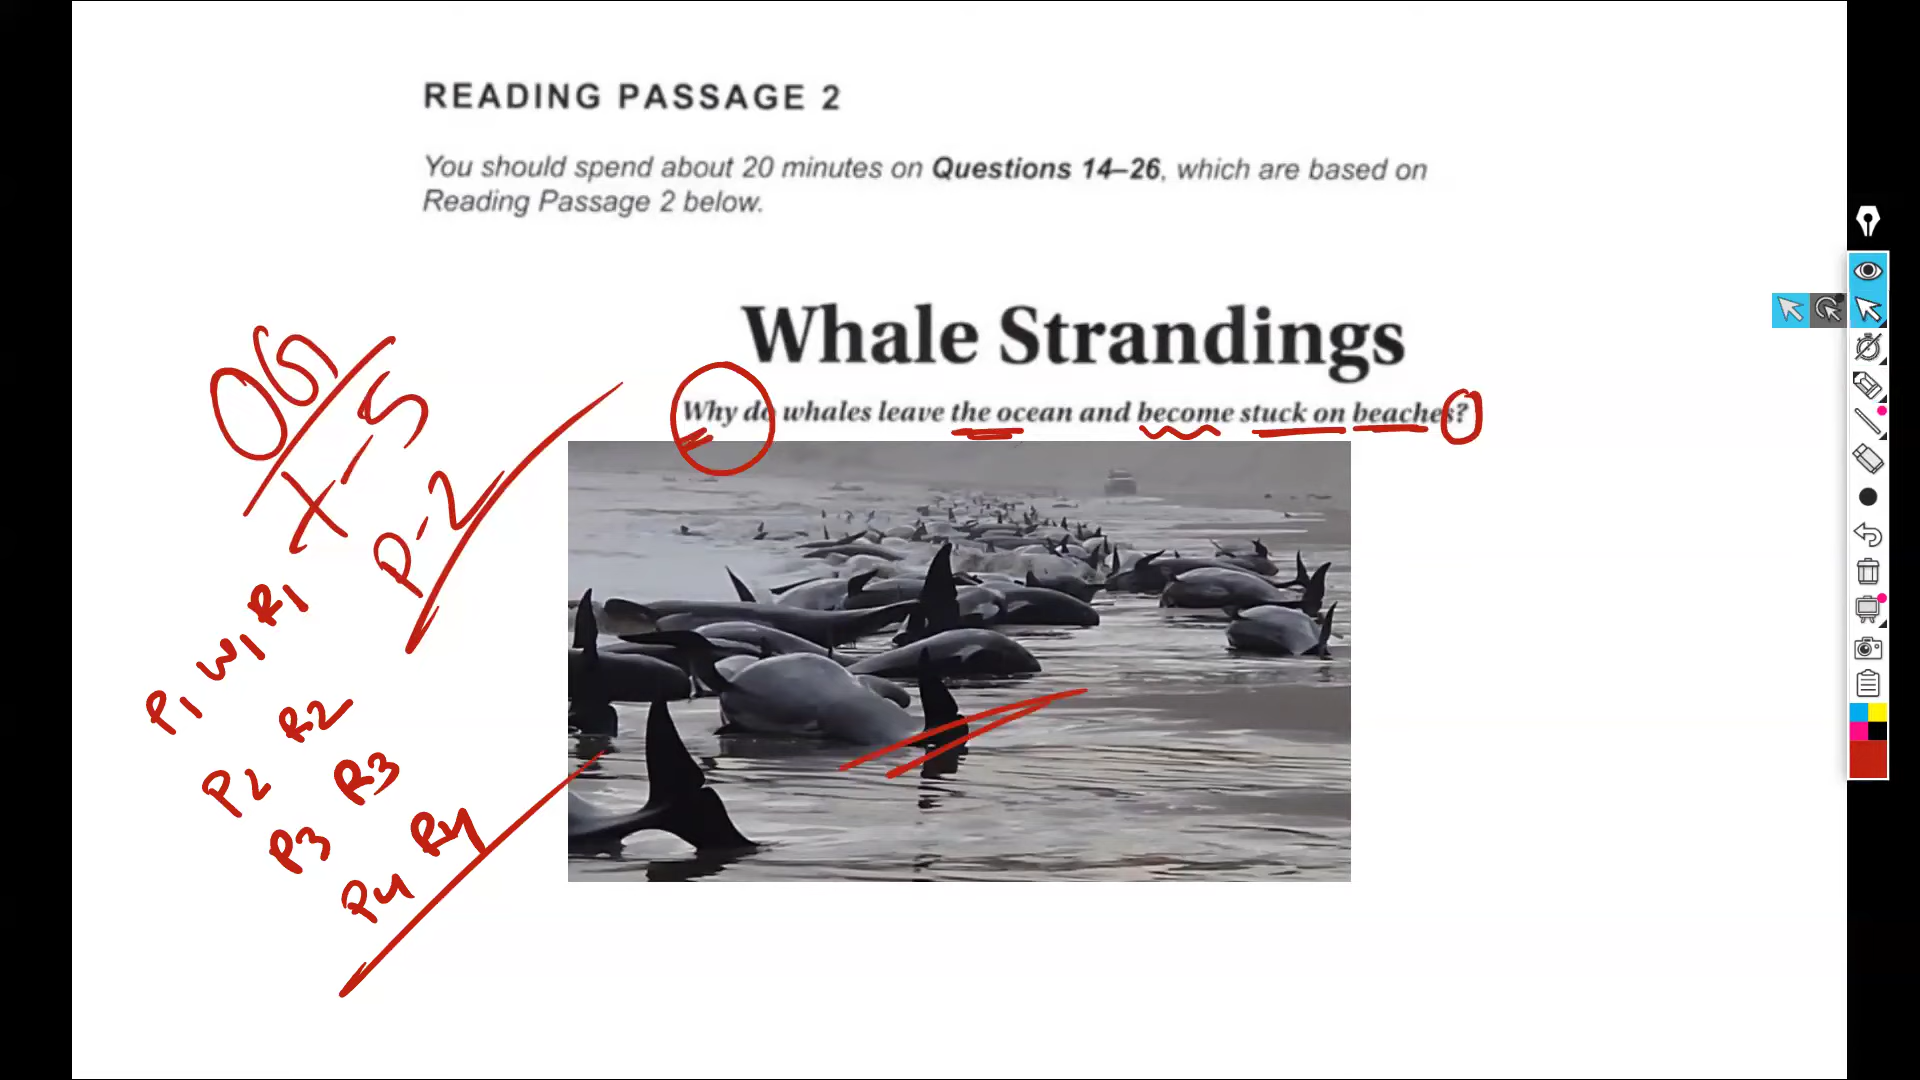 READING PASSAGE 2
You should spend about 20 minutes on Questions 14–26, which are based on
Reading Passage 2 below.
Whale Strandings
Why do whales leave the ocean and become stuck on beaches?
OG
T-5
P-2
P1 W1 R1
P2 R2
P3 R3
P4 R4